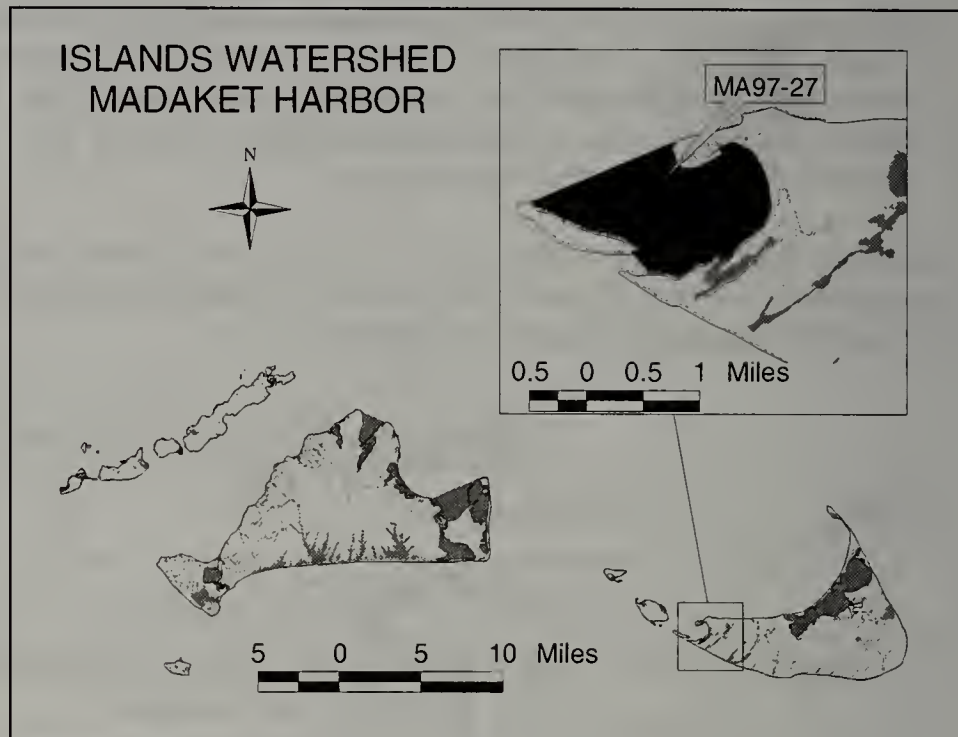 ISLANDS WATERSHED
MADAKET HARBOR
N
MA97-27
0.5 0 0.5 1 Miles
5 0 5 10 Miles